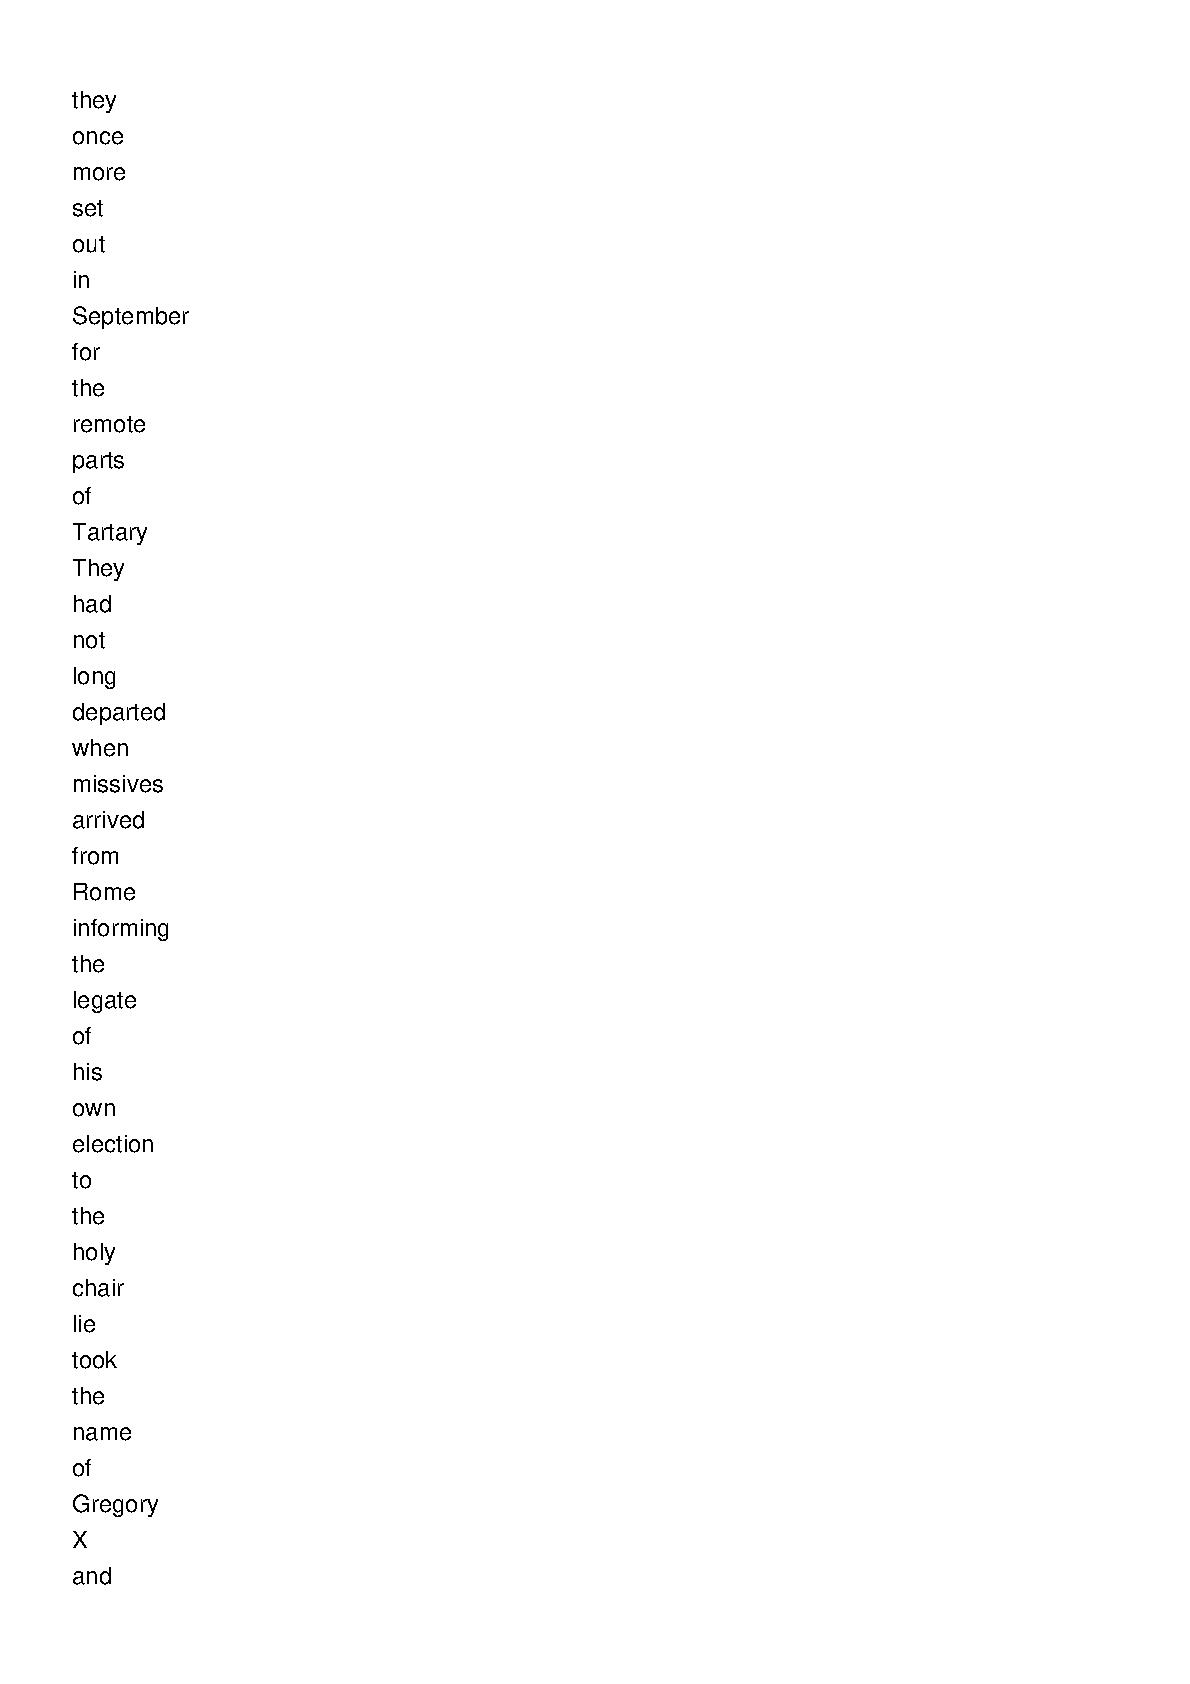 they
once
more
set
out
in
September
for
the
remote
parts
of
Tartary
They
had
not
long
departed
when
missives
arrived
from
Rome
informing
the
legate
of
his
own
election
to
the
holy
chair
lie
took
the
name
of
Gregory
X
and